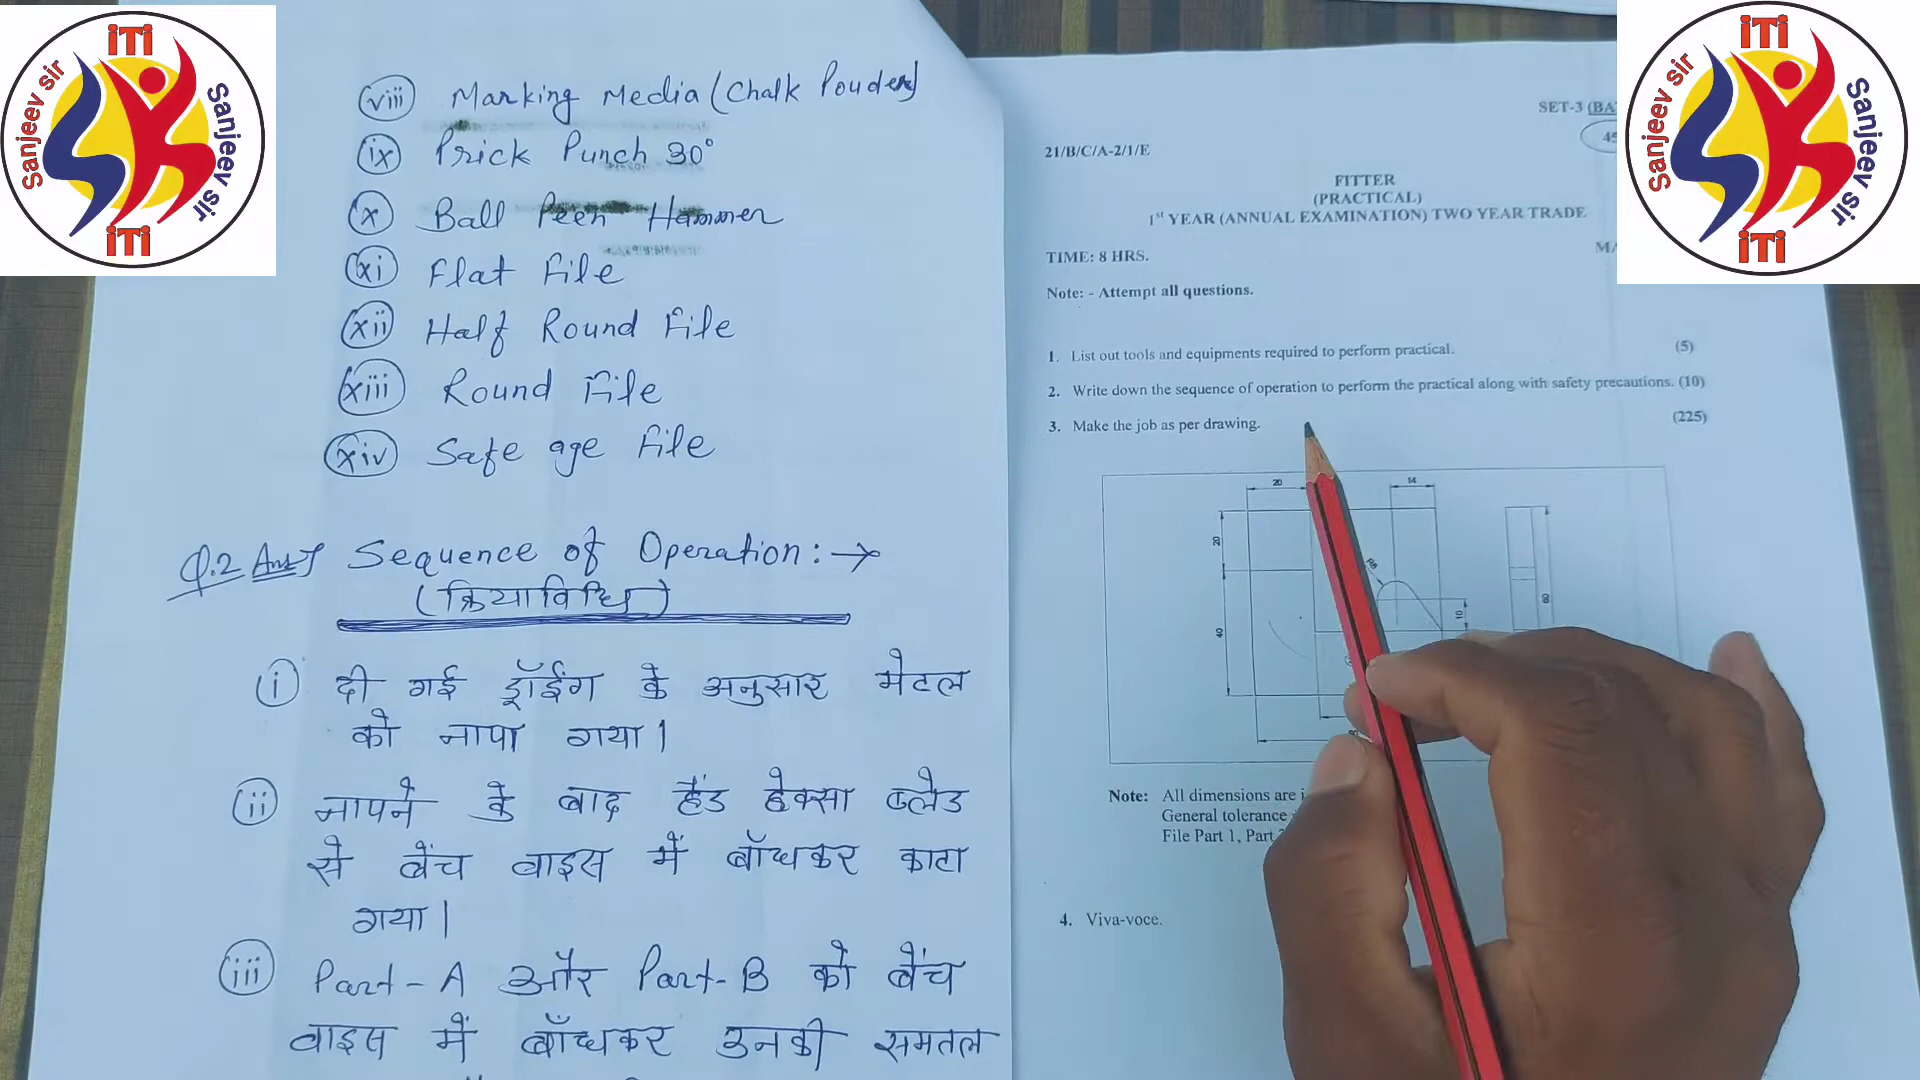 iTi
Sanjeev sir
Sanjeev sir
iTi
viii Marking Media (Chalk Pouder)
ix Prick Punch 30°
x Ball Peen Hammer
xi Flat File
xii Half Round File
xiii Round File
xiv Safe age File
Q.2 Ans Sequence of Operation :→
(क्रियाविधि)
i दी गई ड्रॉईंग के अनुसार मेटल
को नापा गया।
ii नापने के बाद हैंड हेक्सा ब्लेड
से बेंच वाइस में बाँधकर काटा
गया।
iii Part-A और Part-B को बेंच
वाइस में बाँधकर उनकी समतल
iTi
Sanjeev sir
Sanjeev sir
iTi
SET-3 (BA
45
21/B/C/A-2/1/E
FITTER
(PRACTICAL)
1st YEAR (ANNUAL EXAMINATION) TWO YEAR TRADE
TIME: 8 HRS.
MA
Note: - Attempt all questions.
1. List out tools and equipments required to perform practical. (5)
2. Write down the sequence of operation to perform the practical along with safety precautions. (10)
3. Make the job as per drawing. (225)
20 14
20
R8
40
10
60
Note: All dimensions are i
General tolerance
File Part 1, Part
4. Viva-voce.